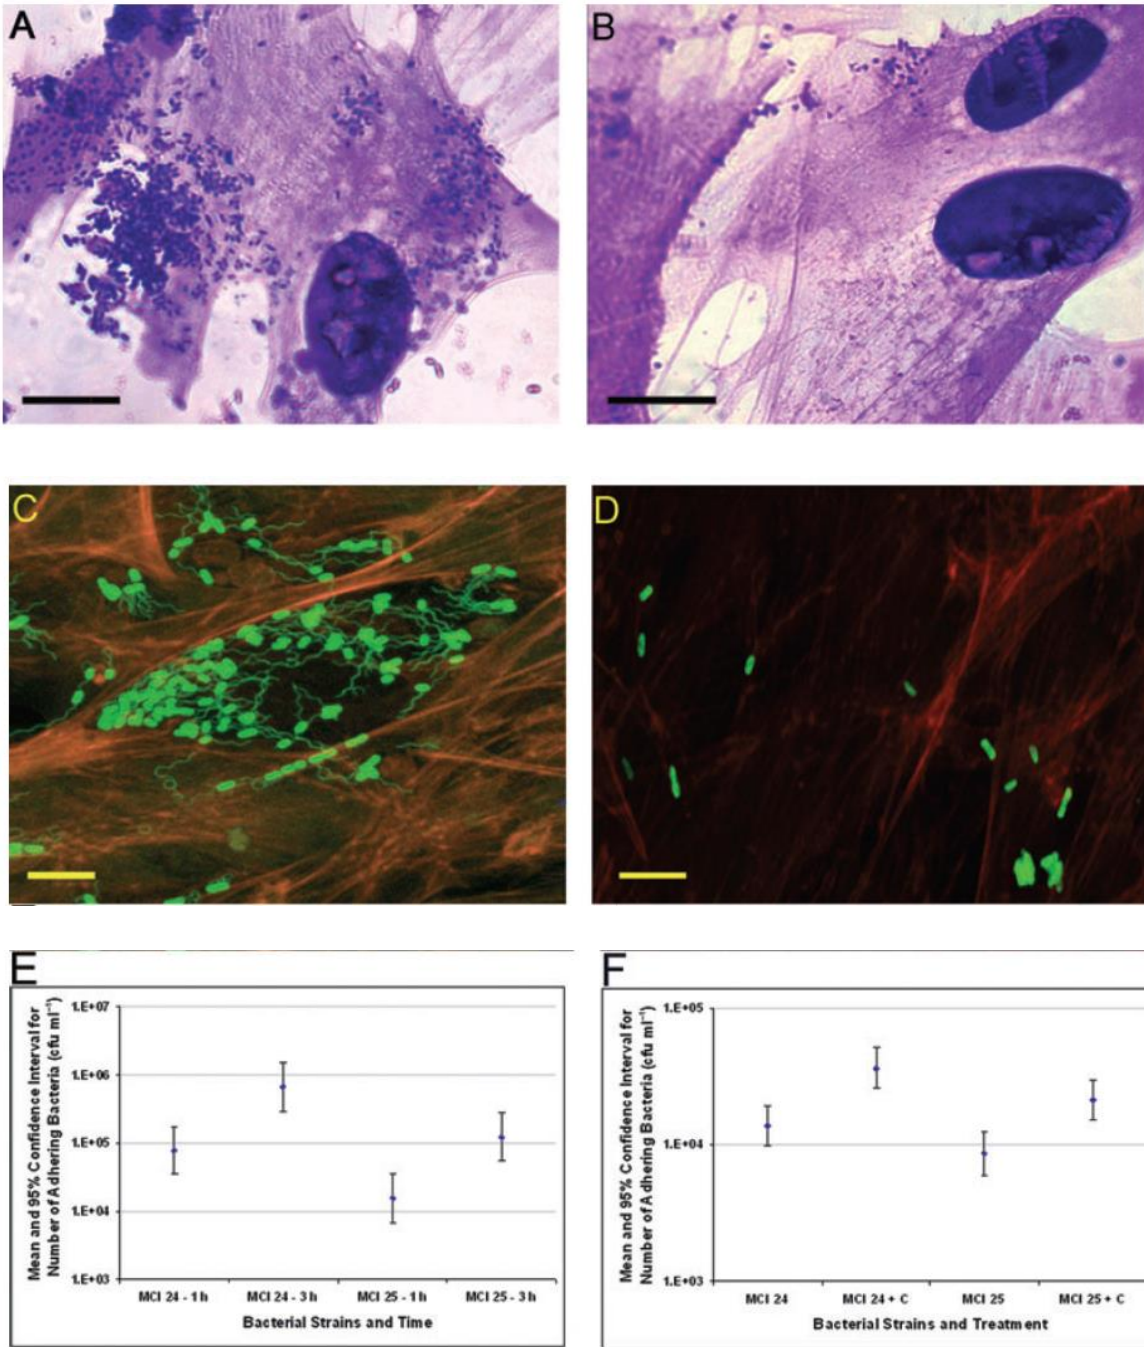 A
B
C
D
E
Mean and 95% Confidence Interval for
Number of Adhering Bacteria (cfu ml⁻¹)
1.E+07
1.E+06
1.E+05
1.E+04
1.E+03
MCI 24 - 1 h
MCI 24 - 3 h
MCI 25 - 1 h
MCI 25 - 3 h
Bacterial Strains and Time
F
Mean and 95% Confidence Interval for
Number of Adhering Bacteria (cfu ml⁻¹)
1.E+05
1.E+04
1.E+03
MCI 24
MCI 24 + C
MCI 25
MCI 25 + C
Bacterial Strains and Treatment